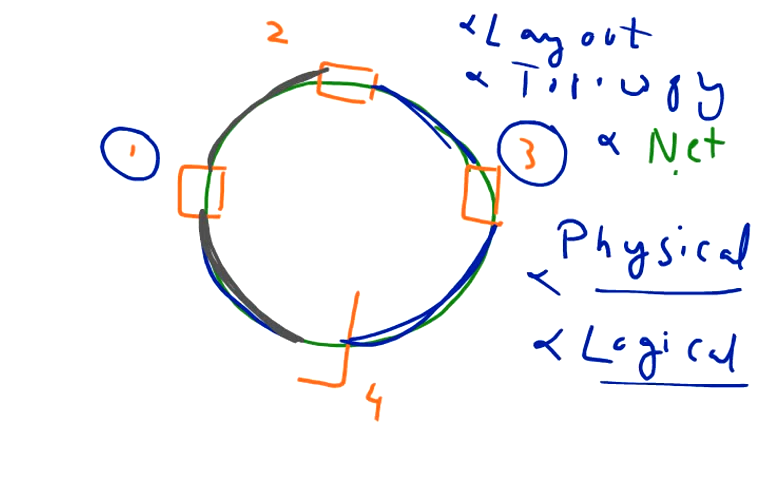 2
∝ Layout
∝ Topology
1
3
∝ Net
Physical
∝ Logical
4